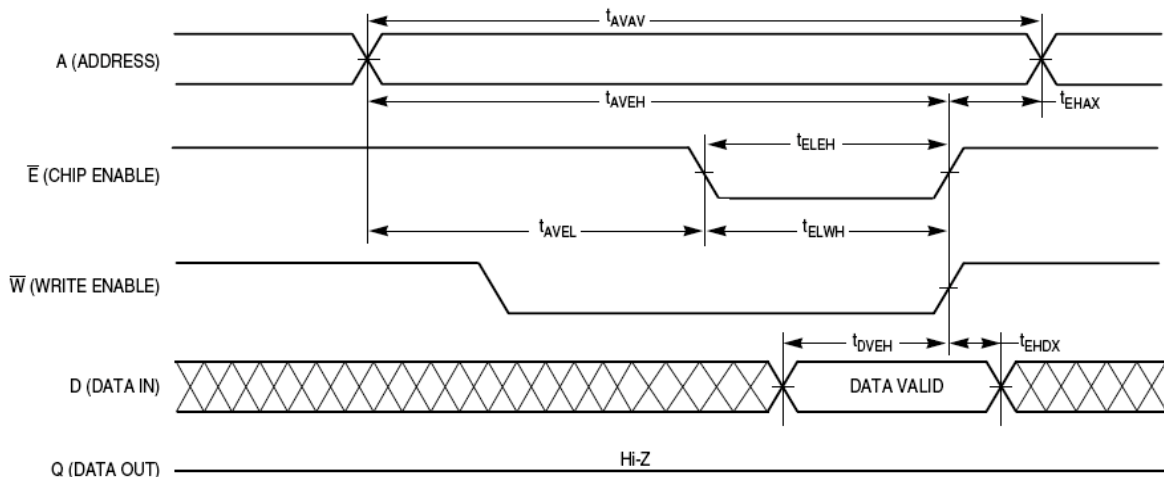 tAVAV
A (ADDRESS)
tAVEH
tEHAX
tELEH
E̅ (CHIP ENABLE)
tAVEL
tELWH
W̅ (WRITE ENABLE)
tDVEH
tEHDX
D (DATA IN)
DATA VALID
Hi-Z
Q (DATA OUT)